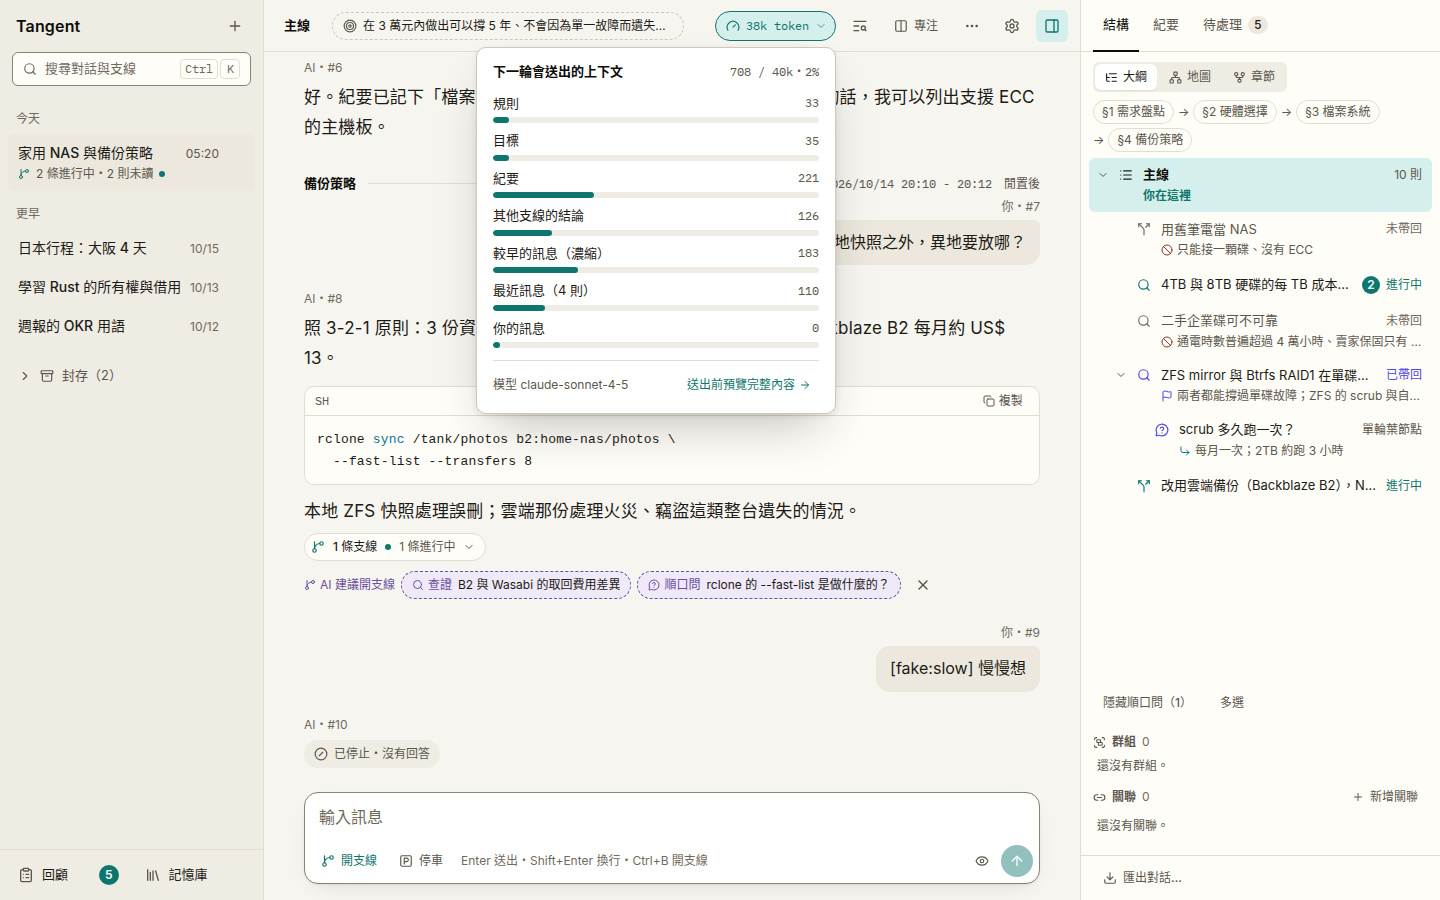 Tangent
搜尋對話與支線 Ctrl K
今天
家用 NAS 與備份策略 05:20
2 條進行中・2 則未讀
更早
日本行程：大阪 4 天 10/15
學習 Rust 的所有權與借用 10/13
週報的 OKR 用語 10/12
封存（2）
回顧 5 記憶庫
主線 在 3 萬元內做出可以撐 5 年、不會因為單一故障而遺失... 38k token 專注
AI・#6
好。紀要已記下「檔案
話，我可以列出支援 ECC
的主機板。
備份策略
26/10/14 20:10 - 20:12 閒置後
你・#7
地快照之外，異地要放哪？
AI・#8
照 3-2-1 原則：3 份資
kblaze B2 每月約 US$
13。
下一輪會送出的上下文 708 / 40k・2%
規則 33
目標 35
紀要 221
其他支線的結論 126
較早的訊息（濃縮） 183
最近訊息（4 則） 110
你的訊息 0
模型 claude-sonnet-4-5 送出前預覽完整內容 →
SH 複製
rclone sync /tank/photos b2:home-nas/photos \
--fast-list --transfers 8
本地 ZFS 快照處理誤刪；雲端那份處理火災、竊盜這類整台遺失的情況。
1 條支線 1 條進行中
AI 建議開支線 查證 B2 與 Wasabi 的取回費用差異 順口問 rclone 的 --fast-list 是做什麼的？
你・#9
[fake:slow] 慢慢想
AI・#10
已停止・沒有回答
輸入訊息
開支線 停車 Enter 送出・Shift+Enter 換行・Ctrl+B 開支線
結構 紀要 待處理 5
大綱 地圖 章節
§1 需求盤點 → §2 硬體選擇 → §3 檔案系統
→ §4 備份策略
主線 10 則
你在這裡
用舊筆電當 NAS 未帶回
只能接一顆碟、沒有 ECC
4TB 與 8TB 硬碟的每 TB 成本... 2 進行中
二手企業碟可不可靠 未帶回
通電時數普遍超過 4 萬小時、賣家保固只有 ...
ZFS mirror 與 Btrfs RAID1 在單碟... 已帶回
兩者都能撐過單碟故障；ZFS 的 scrub 與自...
scrub 多久跑一次？ 單輪葉節點
每月一次；2TB 約跑 3 小時
改用雲端備份（Backblaze B2），N... 進行中
隱藏順口問（1） 多選
群組 0
還沒有群組。
關聯 0 新增關聯
還沒有關聯。
匯出對話...